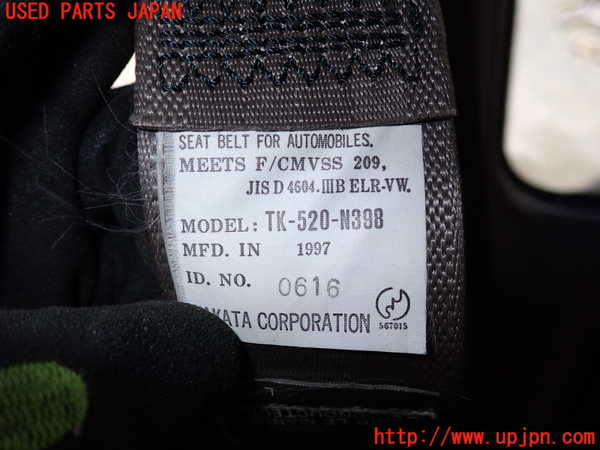 USED PARTS JAPAN
SEAT BELT FOR AUTOMOBILES.
MEETS F/CMVSS 209,
JIS D 4604.ⅢB ELR-VW.
MODEL: TK-520-N398
MFD. IN 1997
ID. NO. 0616
KATA CORPORATION
567015
http://www.upjpn.com/